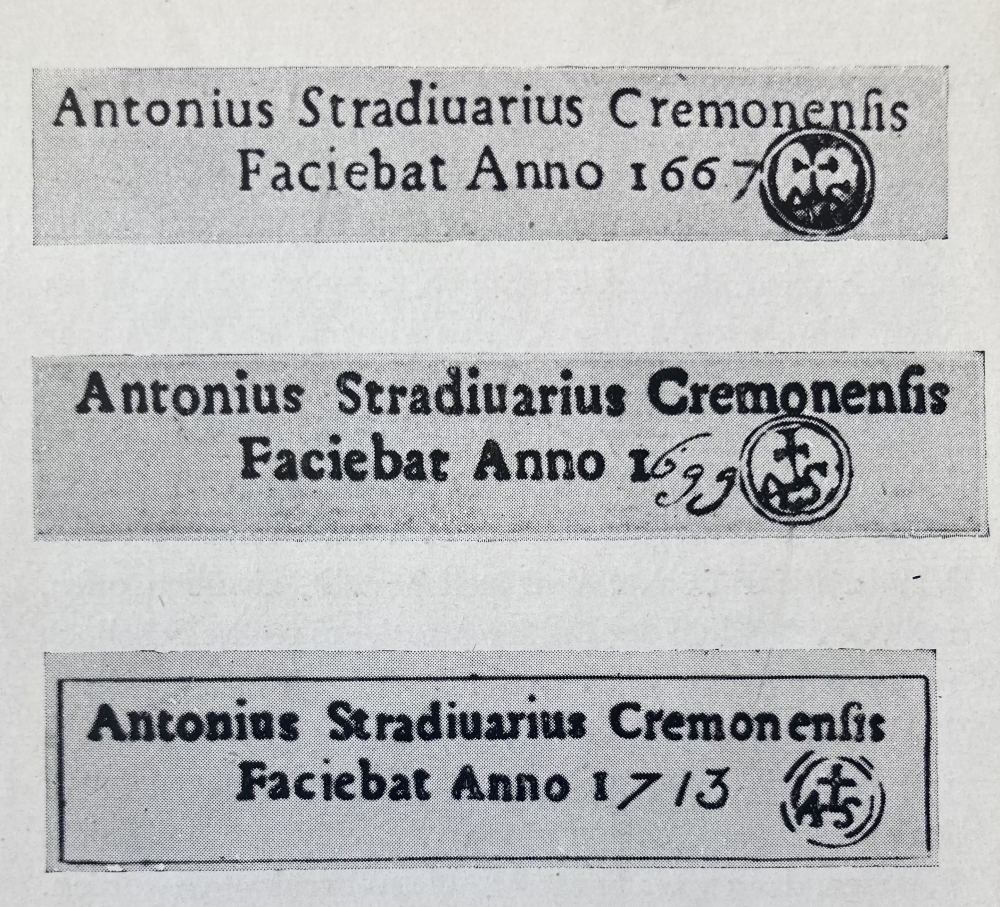 Antonius Stradiuarius Cremonenſis
Faciebat Anno 1667
A S
Antonius Stradiuarius Cremonenſis
Faciebat Anno 1699
A S
Antonius Stradiuarius Cremonenſis
Faciebat Anno 1713
A S